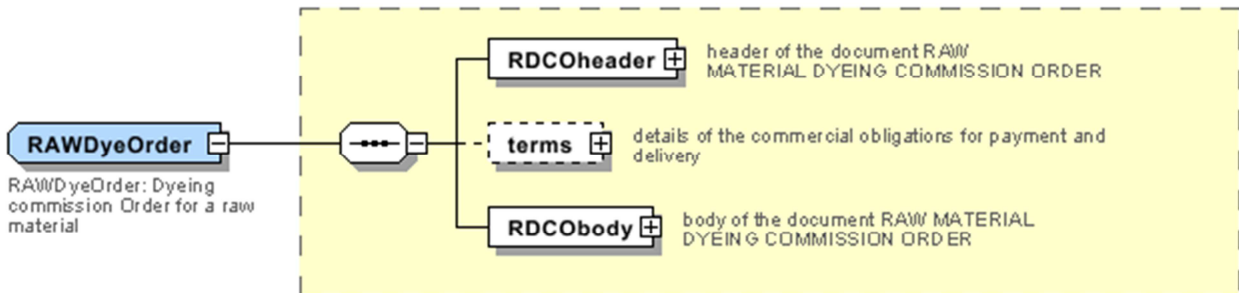 RDCOheader
header of the document RAW
MATERIAL DYEING COMMISSION ORDER
RAWDyeOrder
terms
details of the commercial obligations for payment and
delivery
RAWDyeOrder: Dyeing
commission Order for a raw
material
RDCObody
body of the document RAW MATERIAL
DYEING COMMISSION ORDER